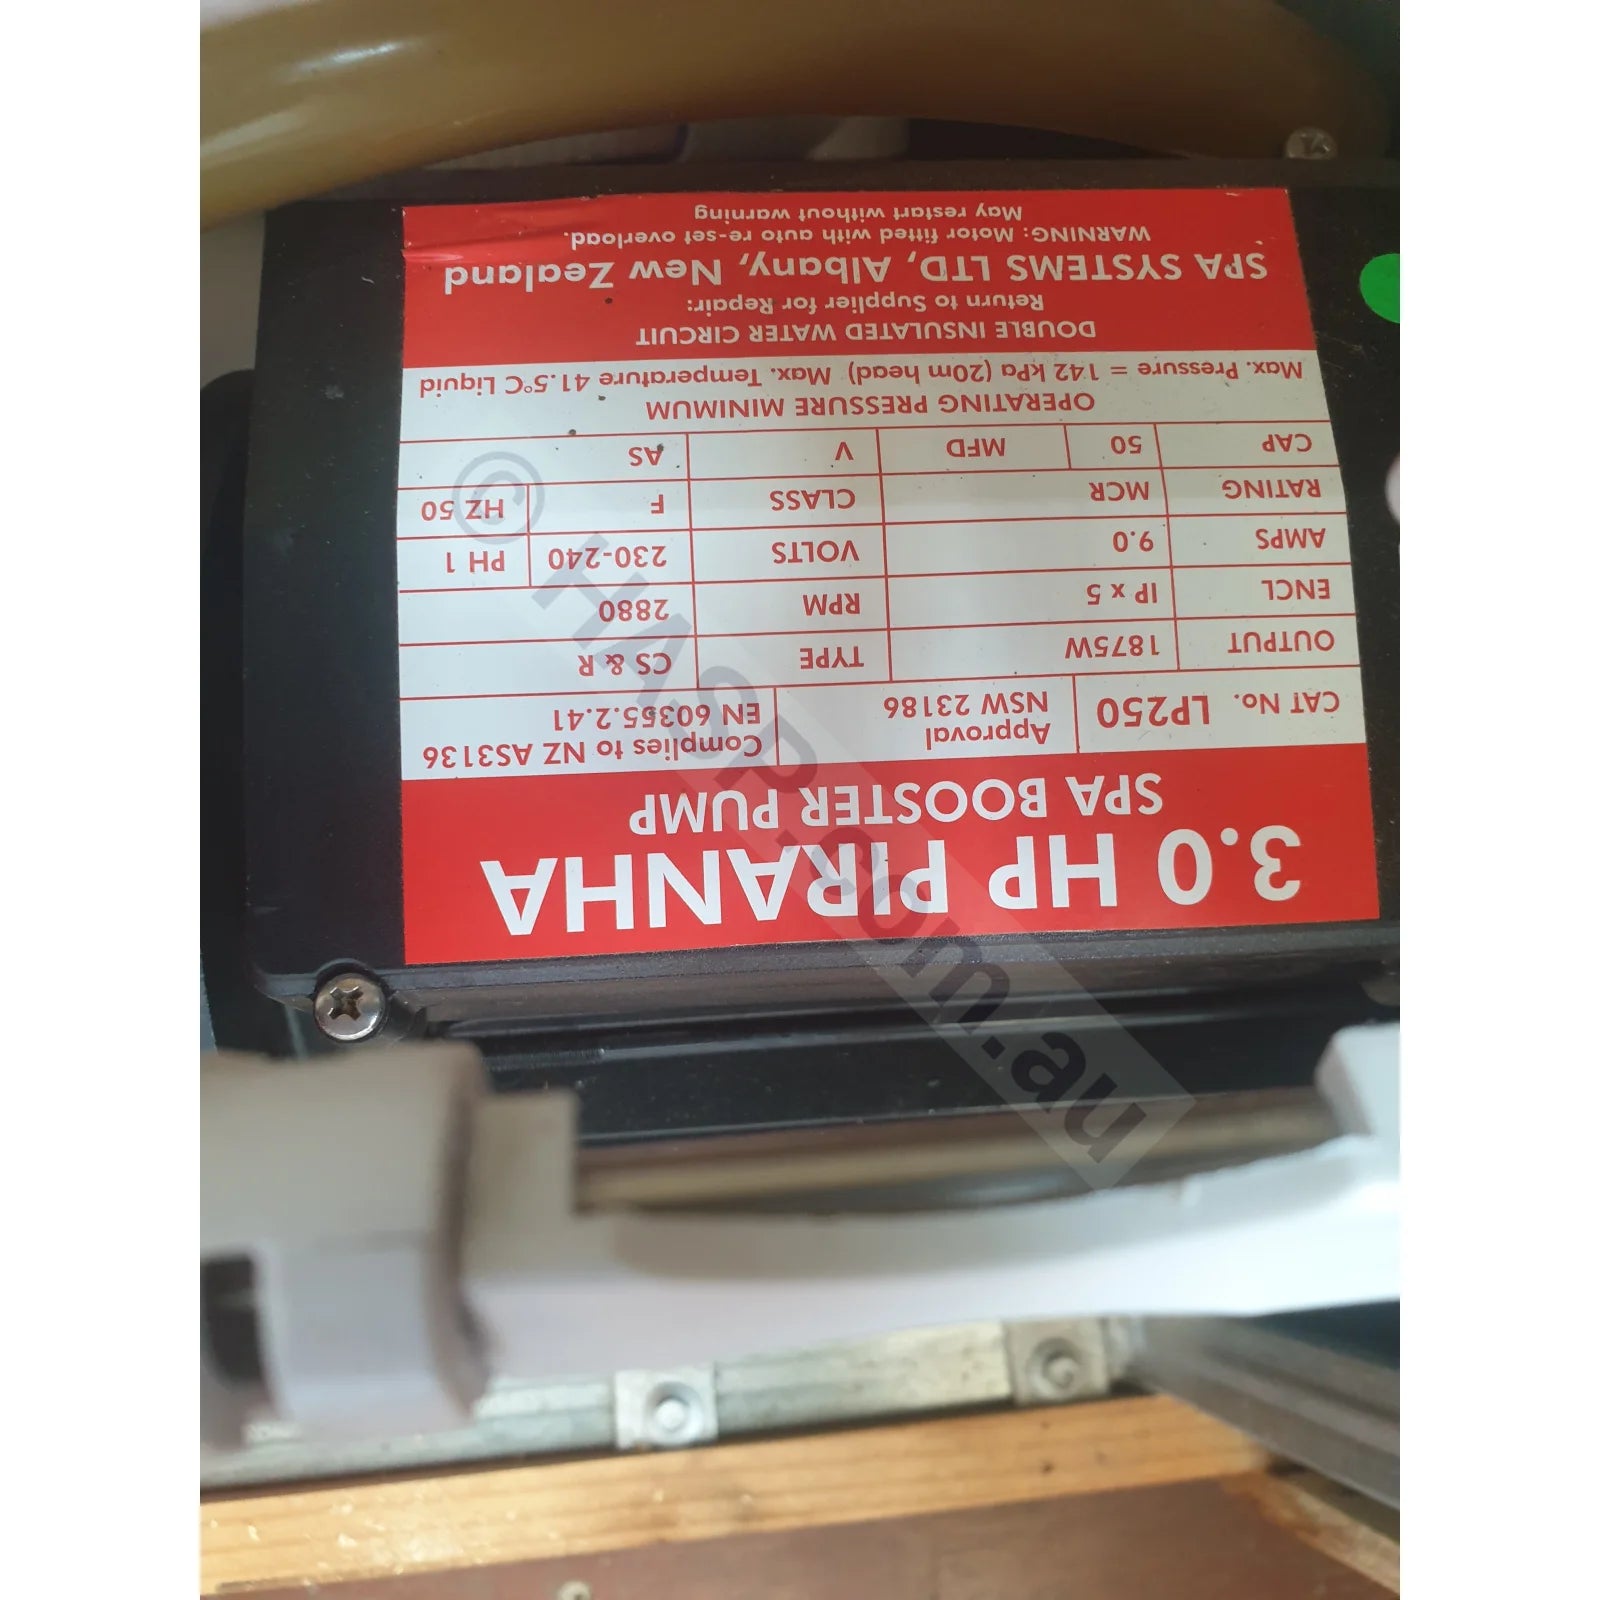 3.0 HP PIRANHA
SPA BOOSTER PUMP
CAT No. LP250 Approval NSW 23186 Complies to NZ AS3136 EN 60355.2.41
OUTPUT 1875W TYPE CS & R
ENCL IP x 5 RPM 2880
AMPS 9.0 VOLTS 230-240 PH 1
RATING MCR CLASS F HZ 50
CAP 50 MFD V AS
OPERATING PRESSURE MINIMUM
Max. Pressure = 142 kPa (20m head) Max. Temperature 41.5°C Liquid
DOUBLE INSULATED WATER CIRCUIT
Return to Supplier for Repair:
SPA SYSTEMS LTD, Albany, New Zealand
WARNING: Motor fitted with auto re-set overload.
May restart without warning
© HASP.com.au